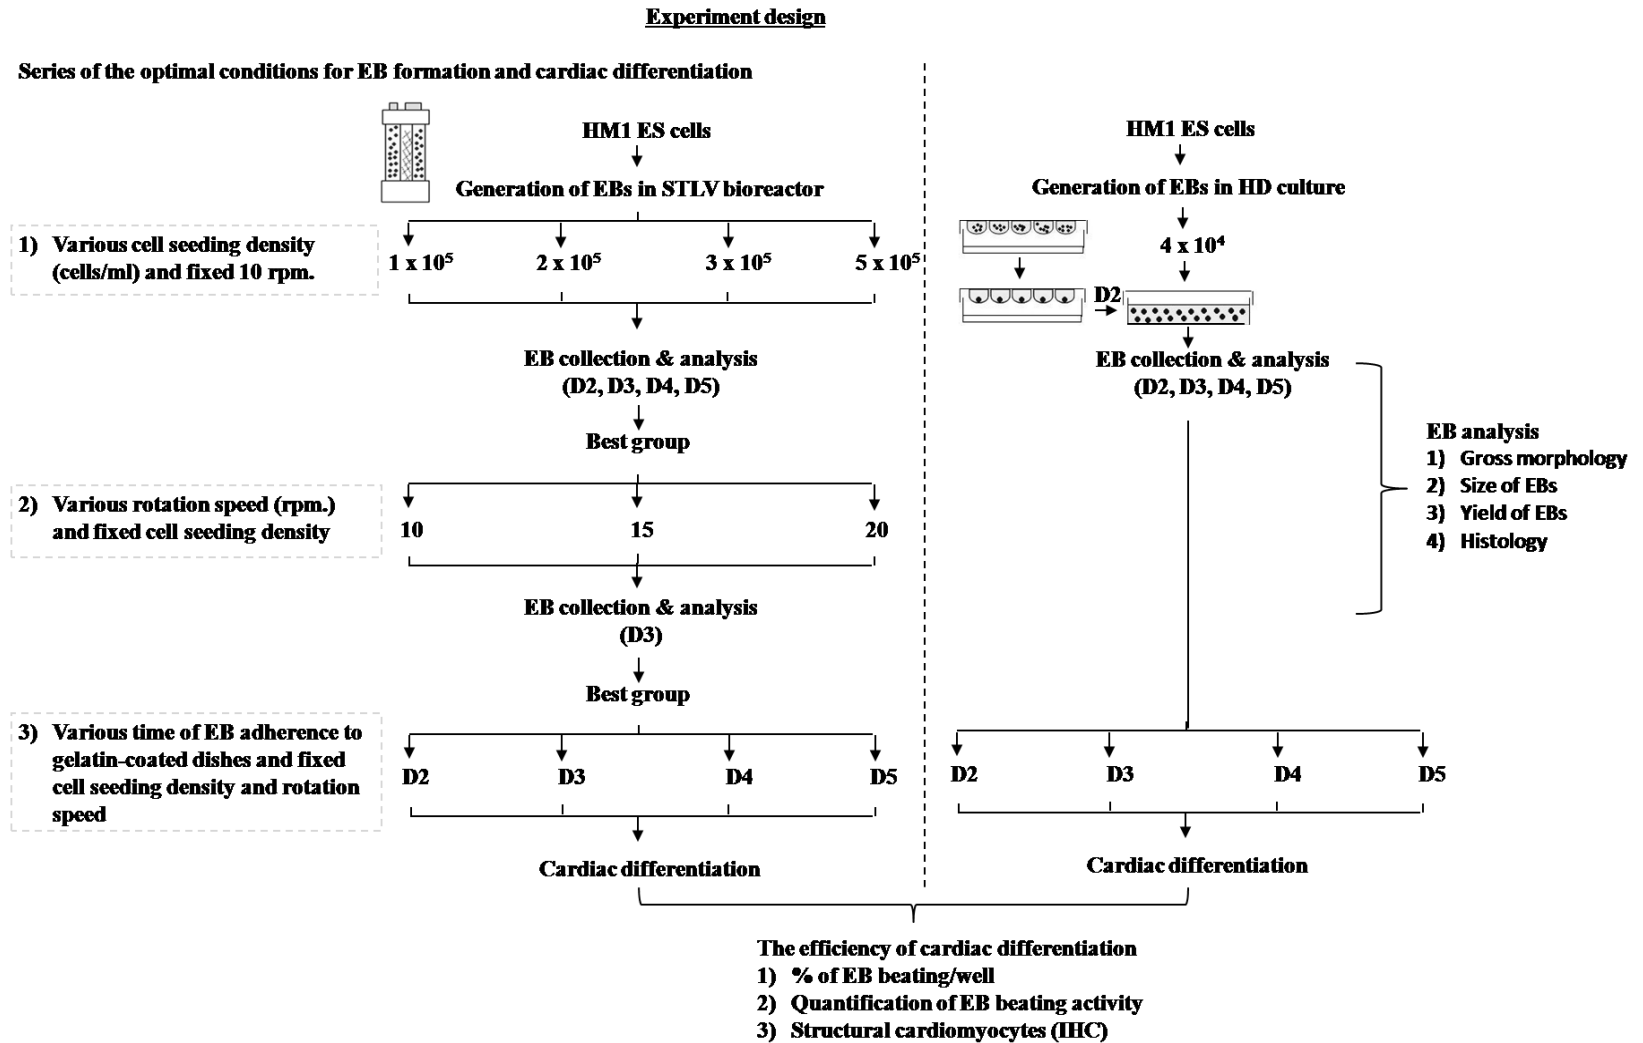 Experiment design
Series of the optimal conditions for EB formation and cardiac differentiation
HM1 ES cells
Generation of EBs in STLV bioreactor
1) Various cell seeding density
(cells/ml) and fixed 10 rpm.
1 x 10⁵ 2 x 10⁵ 3 x 10⁵ 5 x 10⁵
EB collection & analysis
(D2, D3, D4, D5)
Best group
2) Various rotation speed (rpm.)
and fixed cell seeding density
10 15 20
EB collection & analysis
(D3)
Best group
3) Various time of EB adherence to
gelatin-coated dishes and fixed
cell seeding density and rotation
speed
D2 D3 D4 D5
Cardiac differentiation
HM1 ES cells
Generation of EBs in HD culture
4 x 10⁴
D2
EB collection & analysis
(D2, D3, D4, D5)
EB analysis
1) Gross morphology
2) Size of EBs
3) Yield of EBs
4) Histology
D2 D3 D4 D5
Cardiac differentiation
The efficiency of cardiac differentiation
1) % of EB beating/well
2) Quantification of EB beating activity
3) Structural cardiomyocytes (IHC)